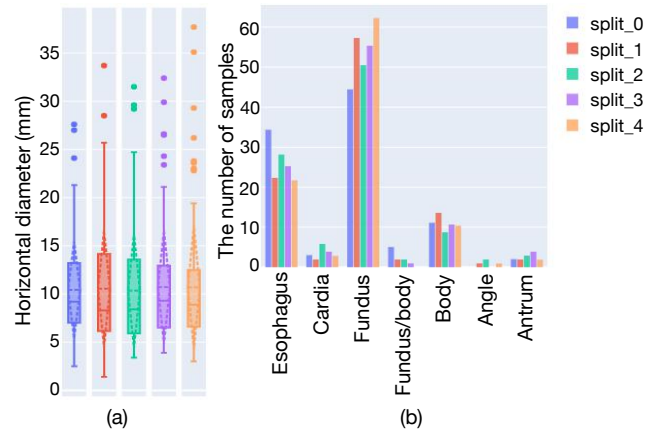 Horizontal diameter (mm)
35
30
25
20
15
10
5
0
(a)
The number of samples
60
50
40
30
20
10
0
Esophagus
Cardia
Fundus
Fundus/body
Body
Angle
Antrum
(b)
split_0
split_1
split_2
split_3
split_4